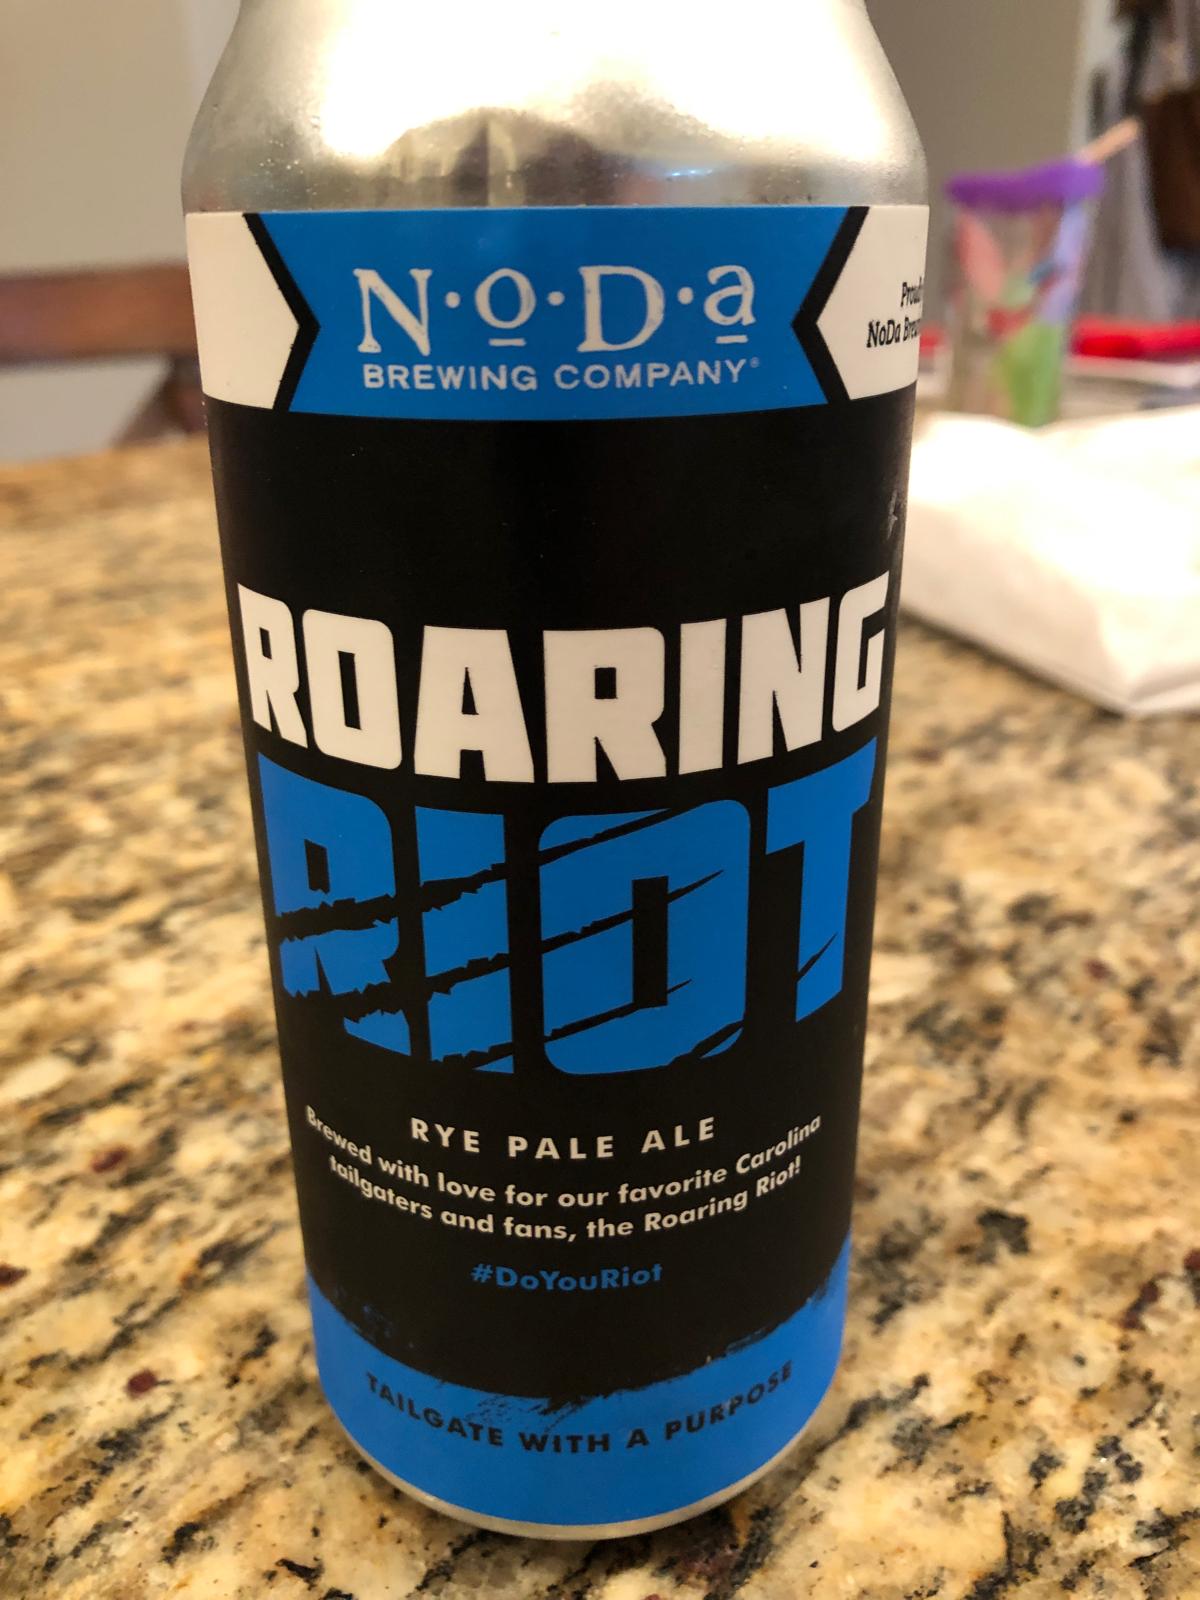 N·o·D·a
BREWING COMPANY®
NoDa
ROARING
RIOT
RYE PALE ALE
Brewed with love for our favorite Carolina
tailgaters and fans, the Roaring Riot!
#DoYouRiot
TAILGATE WITH A PURPOSE